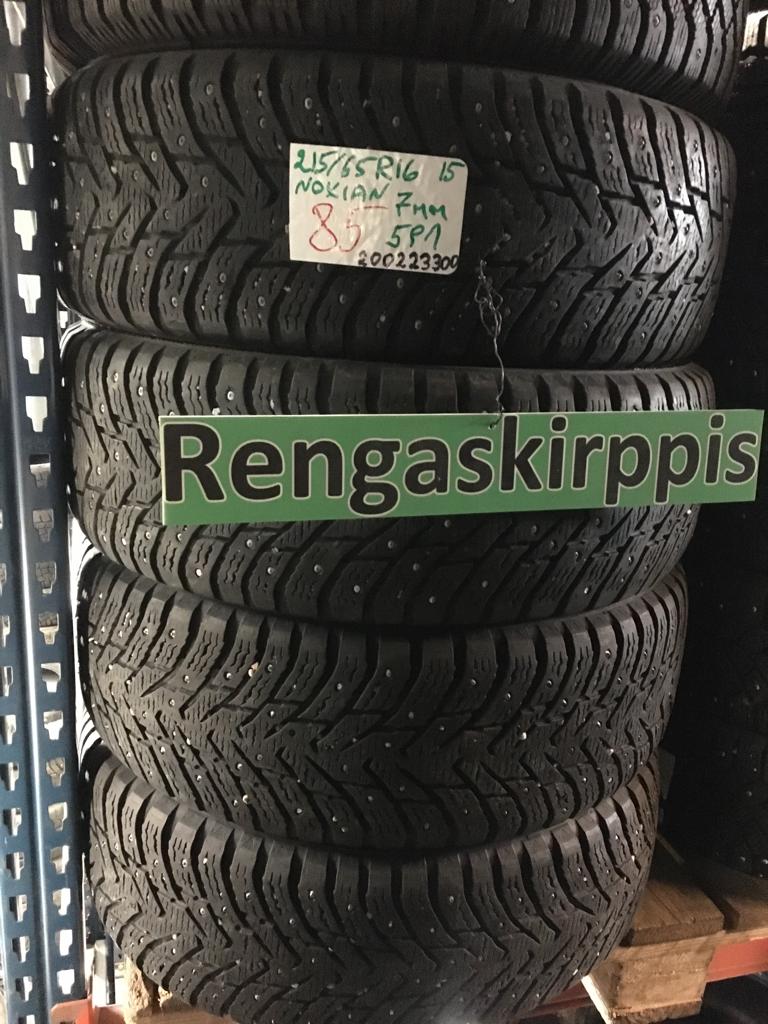 215/65R16 15
NOKIAN 7MM
85 5P1
200223300
Rengaskirppis